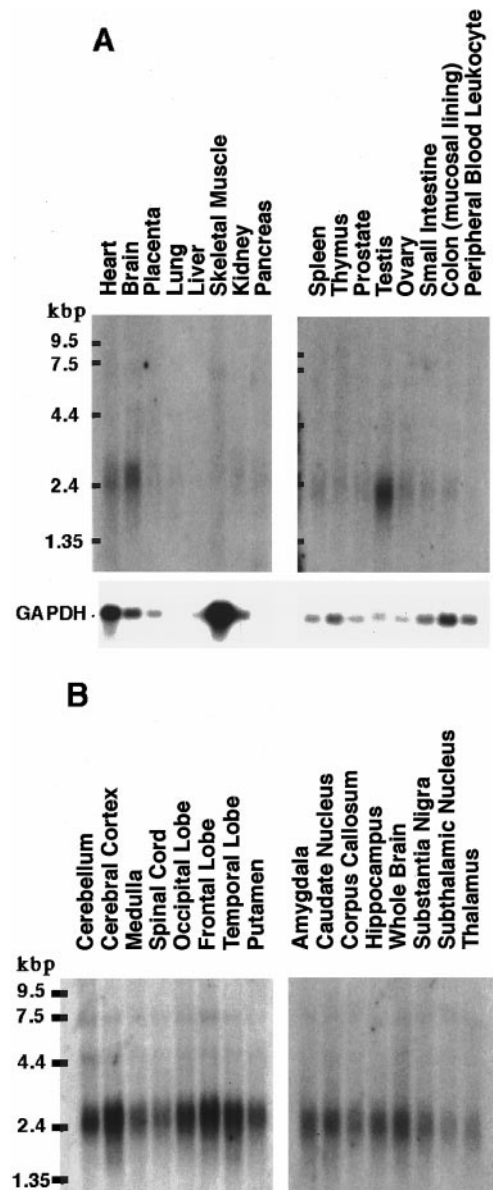 A
Heart
Brain
Placenta
Lung
Liver
Skeletal Muscle
Kidney
Pancreas
Spleen
Thymus
Prostate
Testis
Ovary
Small Intestine
Colon (mucosal lining)
Peripheral Blood Leukocyte
kbp
9.5
7.5
4.4
2.4
1.35
GAPDH
B
Cerebellum
Cerebral Cortex
Medulla
Spinal Cord
Occipital Lobe
Frontal Lobe
Temporal Lobe
Putamen
Amygdala
Caudate Nucleus
Corpus Callosum
Hippocampus
Whole Brain
Substantia Nigra
Subthalamic Nucleus
Thalamus
kbp
9.5
7.5
4.4
2.4
1.35